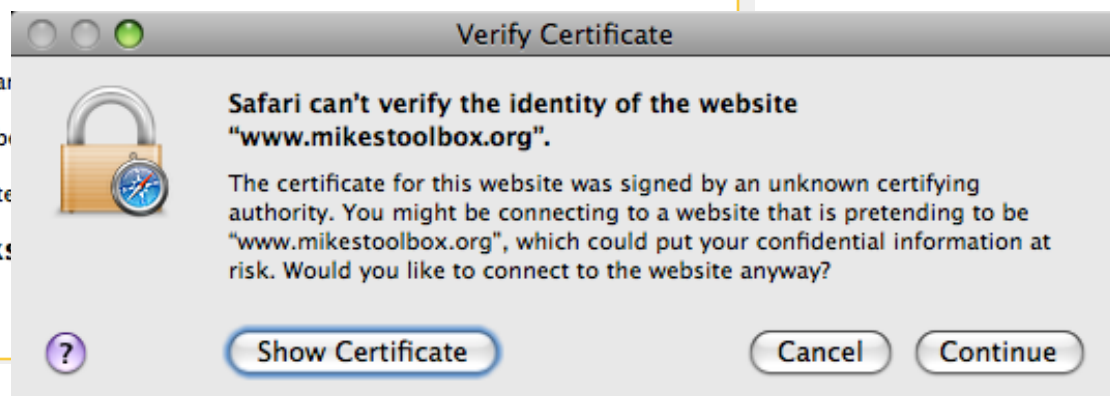 Verify Certificate
Safari can't verify the identity of the website
“www.mikestoolbox.org”.
The certificate for this website was signed by an unknown certifying
authority. You might be connecting to a website that is pretending to be
“www.mikestoolbox.org”, which could put your confidential information at
risk. Would you like to connect to the website anyway?
?
Show Certificate
Cancel
Continue